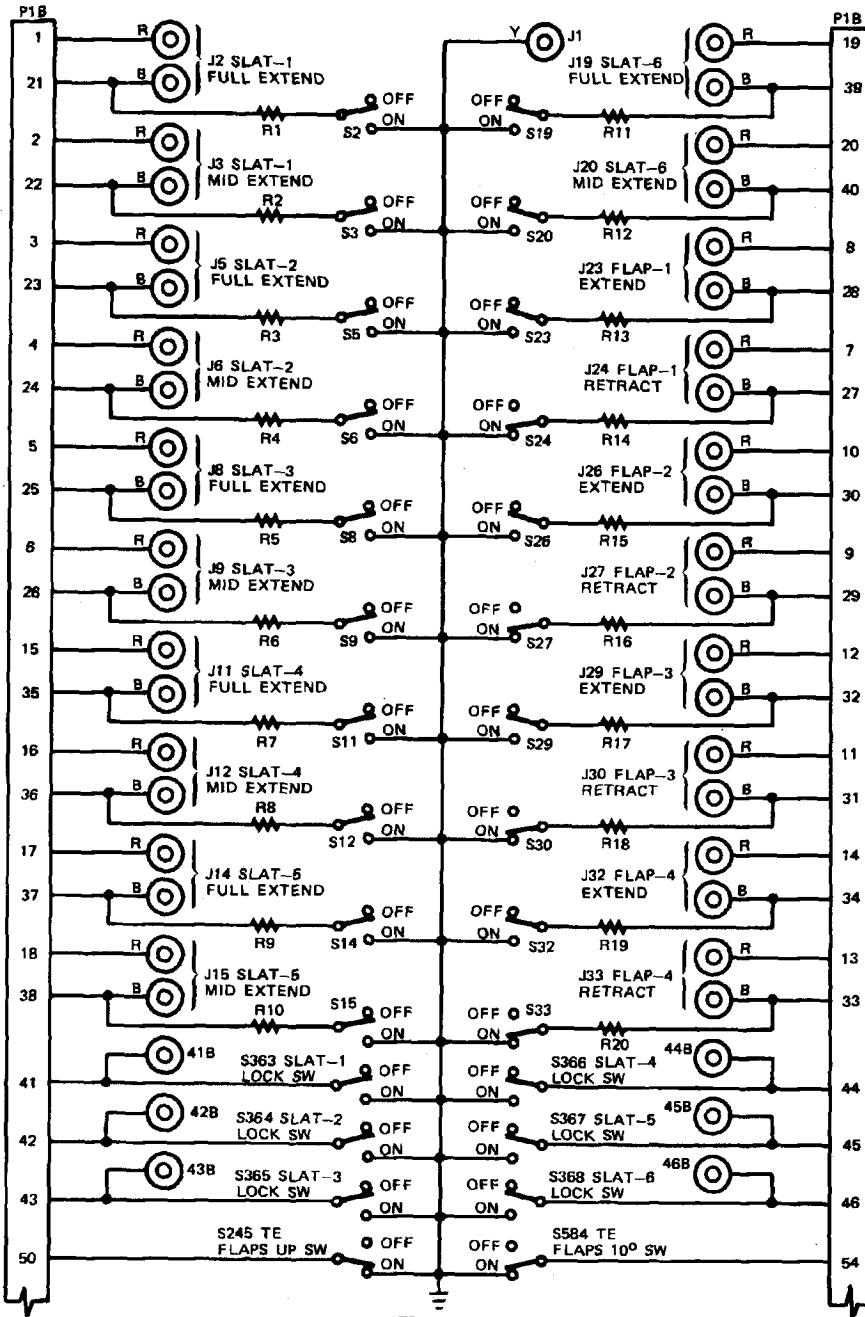 P1B
P1B
1
R
J2 SLAT-1
FULL EXTEND
21
B
R1
S2
OFF
ON
Y
J1
OFF
ON
S19
R11
J19 SLAT-6
FULL EXTEND
R
19
B
39
2
R
J3 SLAT-1
MID EXTEND
22
B
R2
S3
OFF
ON
OFF
ON
S20
R12
J20 SLAT-6
MID EXTEND
R
20
B
40
3
R
J5 SLAT-2
FULL EXTEND
23
B
R3
S5
OFF
ON
OFF
ON
S23
R13
J23 FLAP-1
EXTEND
R
8
B
28
4
R
J6 SLAT-2
MID EXTEND
24
B
R4
S6
OFF
ON
OFF
ON
S24
R14
J24 FLAP-1
RETRACT
R
7
B
27
5
R
J8 SLAT-3
FULL EXTEND
25
B
R5
S8
OFF
ON
OFF
ON
S26
R15
J26 FLAP-2
EXTEND
R
10
B
30
6
R
J9 SLAT-3
MID EXTEND
26
B
R6
S9
OFF
ON
OFF
ON
S27
R16
J27 FLAP-2
RETRACT
R
9
B
29
15
R
J11 SLAT-4
FULL EXTEND
35
B
R7
S11
OFF
ON
OFF
ON
S29
R17
J29 FLAP-3
EXTEND
R
12
B
32
16
R
J12 SLAT-4
MID EXTEND
36
B
R8
S12
OFF
ON
OFF
ON
S30
R18
J30 FLAP-3
RETRACT
R
11
B
31
17
R
J14 SLAT-5
FULL EXTEND
37
B
R9
S14
OFF
ON
OFF
ON
S32
R19
J32 FLAP-4
EXTEND
R
14
B
34
18
R
J15 SLAT-5
MID EXTEND
38
B
R10
S15
OFF
ON
OFF
ON
S33
R20
J33 FLAP-4
RETRACT
R
13
B
33
41B
41
S363 SLAT-1
LOCK SW
OFF
ON
OFF
ON
S366 SLAT-4
LOCK SW
44B
44
42B
42
S364 SLAT-2
LOCK SW
OFF
ON
OFF
ON
S367 SLAT-5
LOCK SW
45B
45
43B
43
S365 SLAT-3
LOCK SW
OFF
ON
OFF
ON
S368 SLAT-6
LOCK SW
46B
46
50
S245 TE
FLAPS UP SW
OFF
ON
OFF
ON
S584 TE
FLAPS 10° SW
54